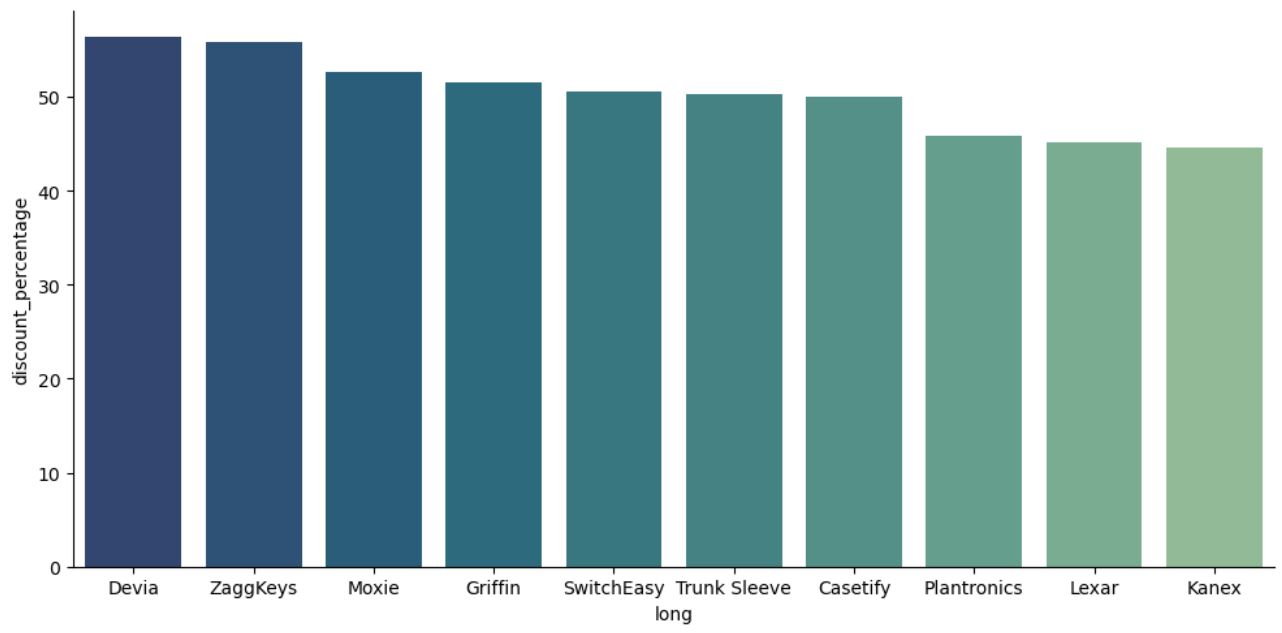 discount_percentage
50
40
30
20
10
0
Devia ZaggKeys Moxie Griffin SwitchEasy Trunk Sleeve Casetify Plantronics Lexar Kanex
long